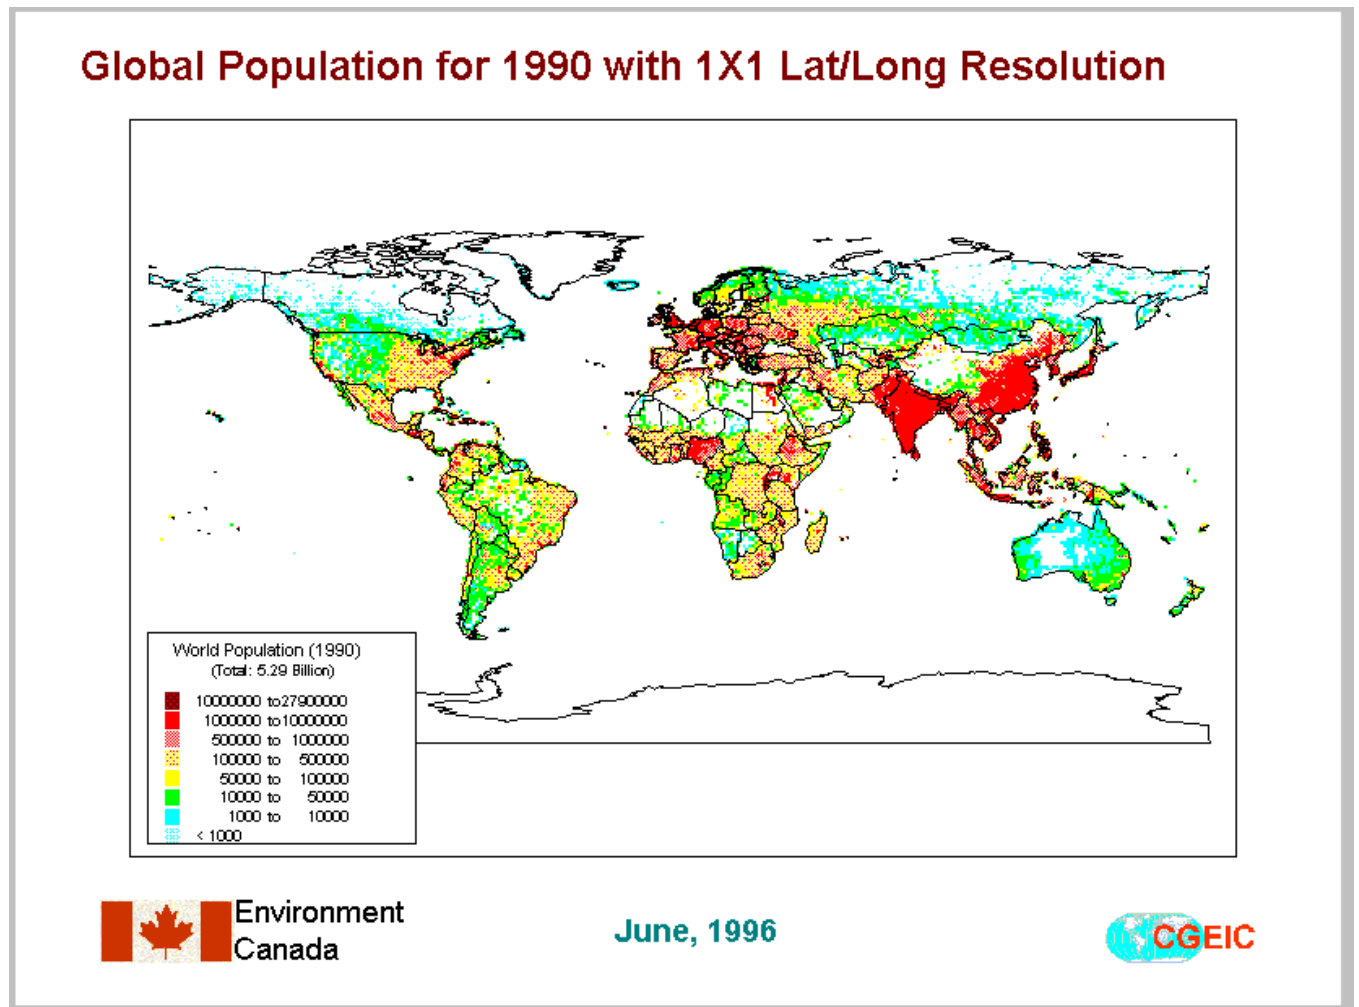 Global Population for 1990 with 1X1 Lat/Long Resolution
World Population (1990)
(Total: 5.29 Billion)
10000000 to27900000
1000000 to10000000
500000 to 1000000
100000 to 500000
50000 to 100000
10000 to 50000
1000 to 10000
< 1000
Environment
Canada
June, 1996
CGEIC